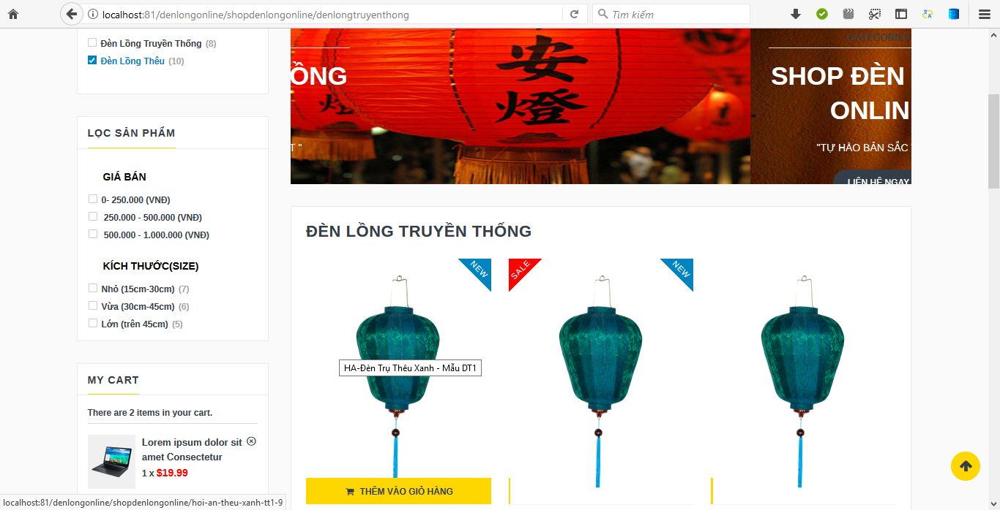 localhost:81/denlongonline/shopdenlongonline/denlongtruyenthong
Tìm kiếm
Đèn Lồng Truyền Thống (8)
Đèn Lồng Thêu (10)
LỌC SẢN PHẨM
GIÁ BÁN
0- 250.000 (VNĐ)
250.000 - 500.000 (VNĐ)
500.000 - 1.000.000 (VNĐ)
KÍCH THƯỚC(SIZE)
Nhỏ (15cm-30cm) (7)
Vừa (30cm-45cm) (6)
Lớn (trên 45cm) (5)
MY CART
There are 2 items in your cart.
Lorem ipsum dolor sit
amet Consectetur
1 x $19.99
ỒNG
T "
安
燈
CATEGORIES
SHOP ĐÈN
ONLIN
"TỰ HÀO BẢN SẮC
LIÊN HỆ NGAY
ĐÈN LỒNG TRUYỀN THỐNG
NEW
SALE
NEW
HA-Đèn Trụ Thêu Xanh - Mẫu DT1
THÊM VÀO GIỎ HÀNG
localhost:81/denlongonline/shopdenlongonline/hoi-an-theu-xanh-tt1-9